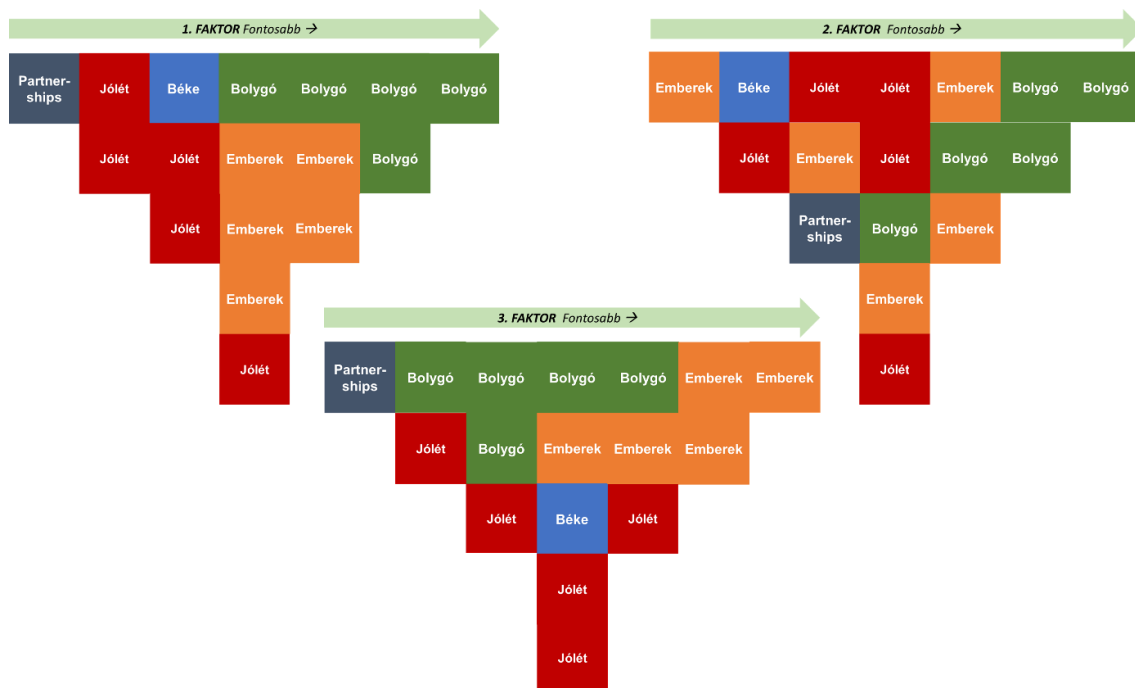 1. FAKTOR Fontosabb →
Partner-
ships
Jólét
Béke
Bolygó
Bolygó
Bolygó
Bolygó
Jólét
Jólét
Emberek
Emberek
Bolygó
Jólét
Emberek
Emberek
Emberek
Jólét
2. FAKTOR Fontosabb →
Emberek
Béke
Jólét
Jólét
Emberek
Bolygó
Bolygó
Jólét
Emberek
Jólét
Bolygó
Bolygó
Partner-
ships
Bolygó
Emberek
Emberek
Jólét
3. FAKTOR Fontosabb →
Partner-
ships
Bolygó
Bolygó
Bolygó
Bolygó
Emberek
Emberek
Jólét
Bolygó
Emberek
Emberek
Emberek
Jólét
Béke
Jólét
Jólét
Jólét